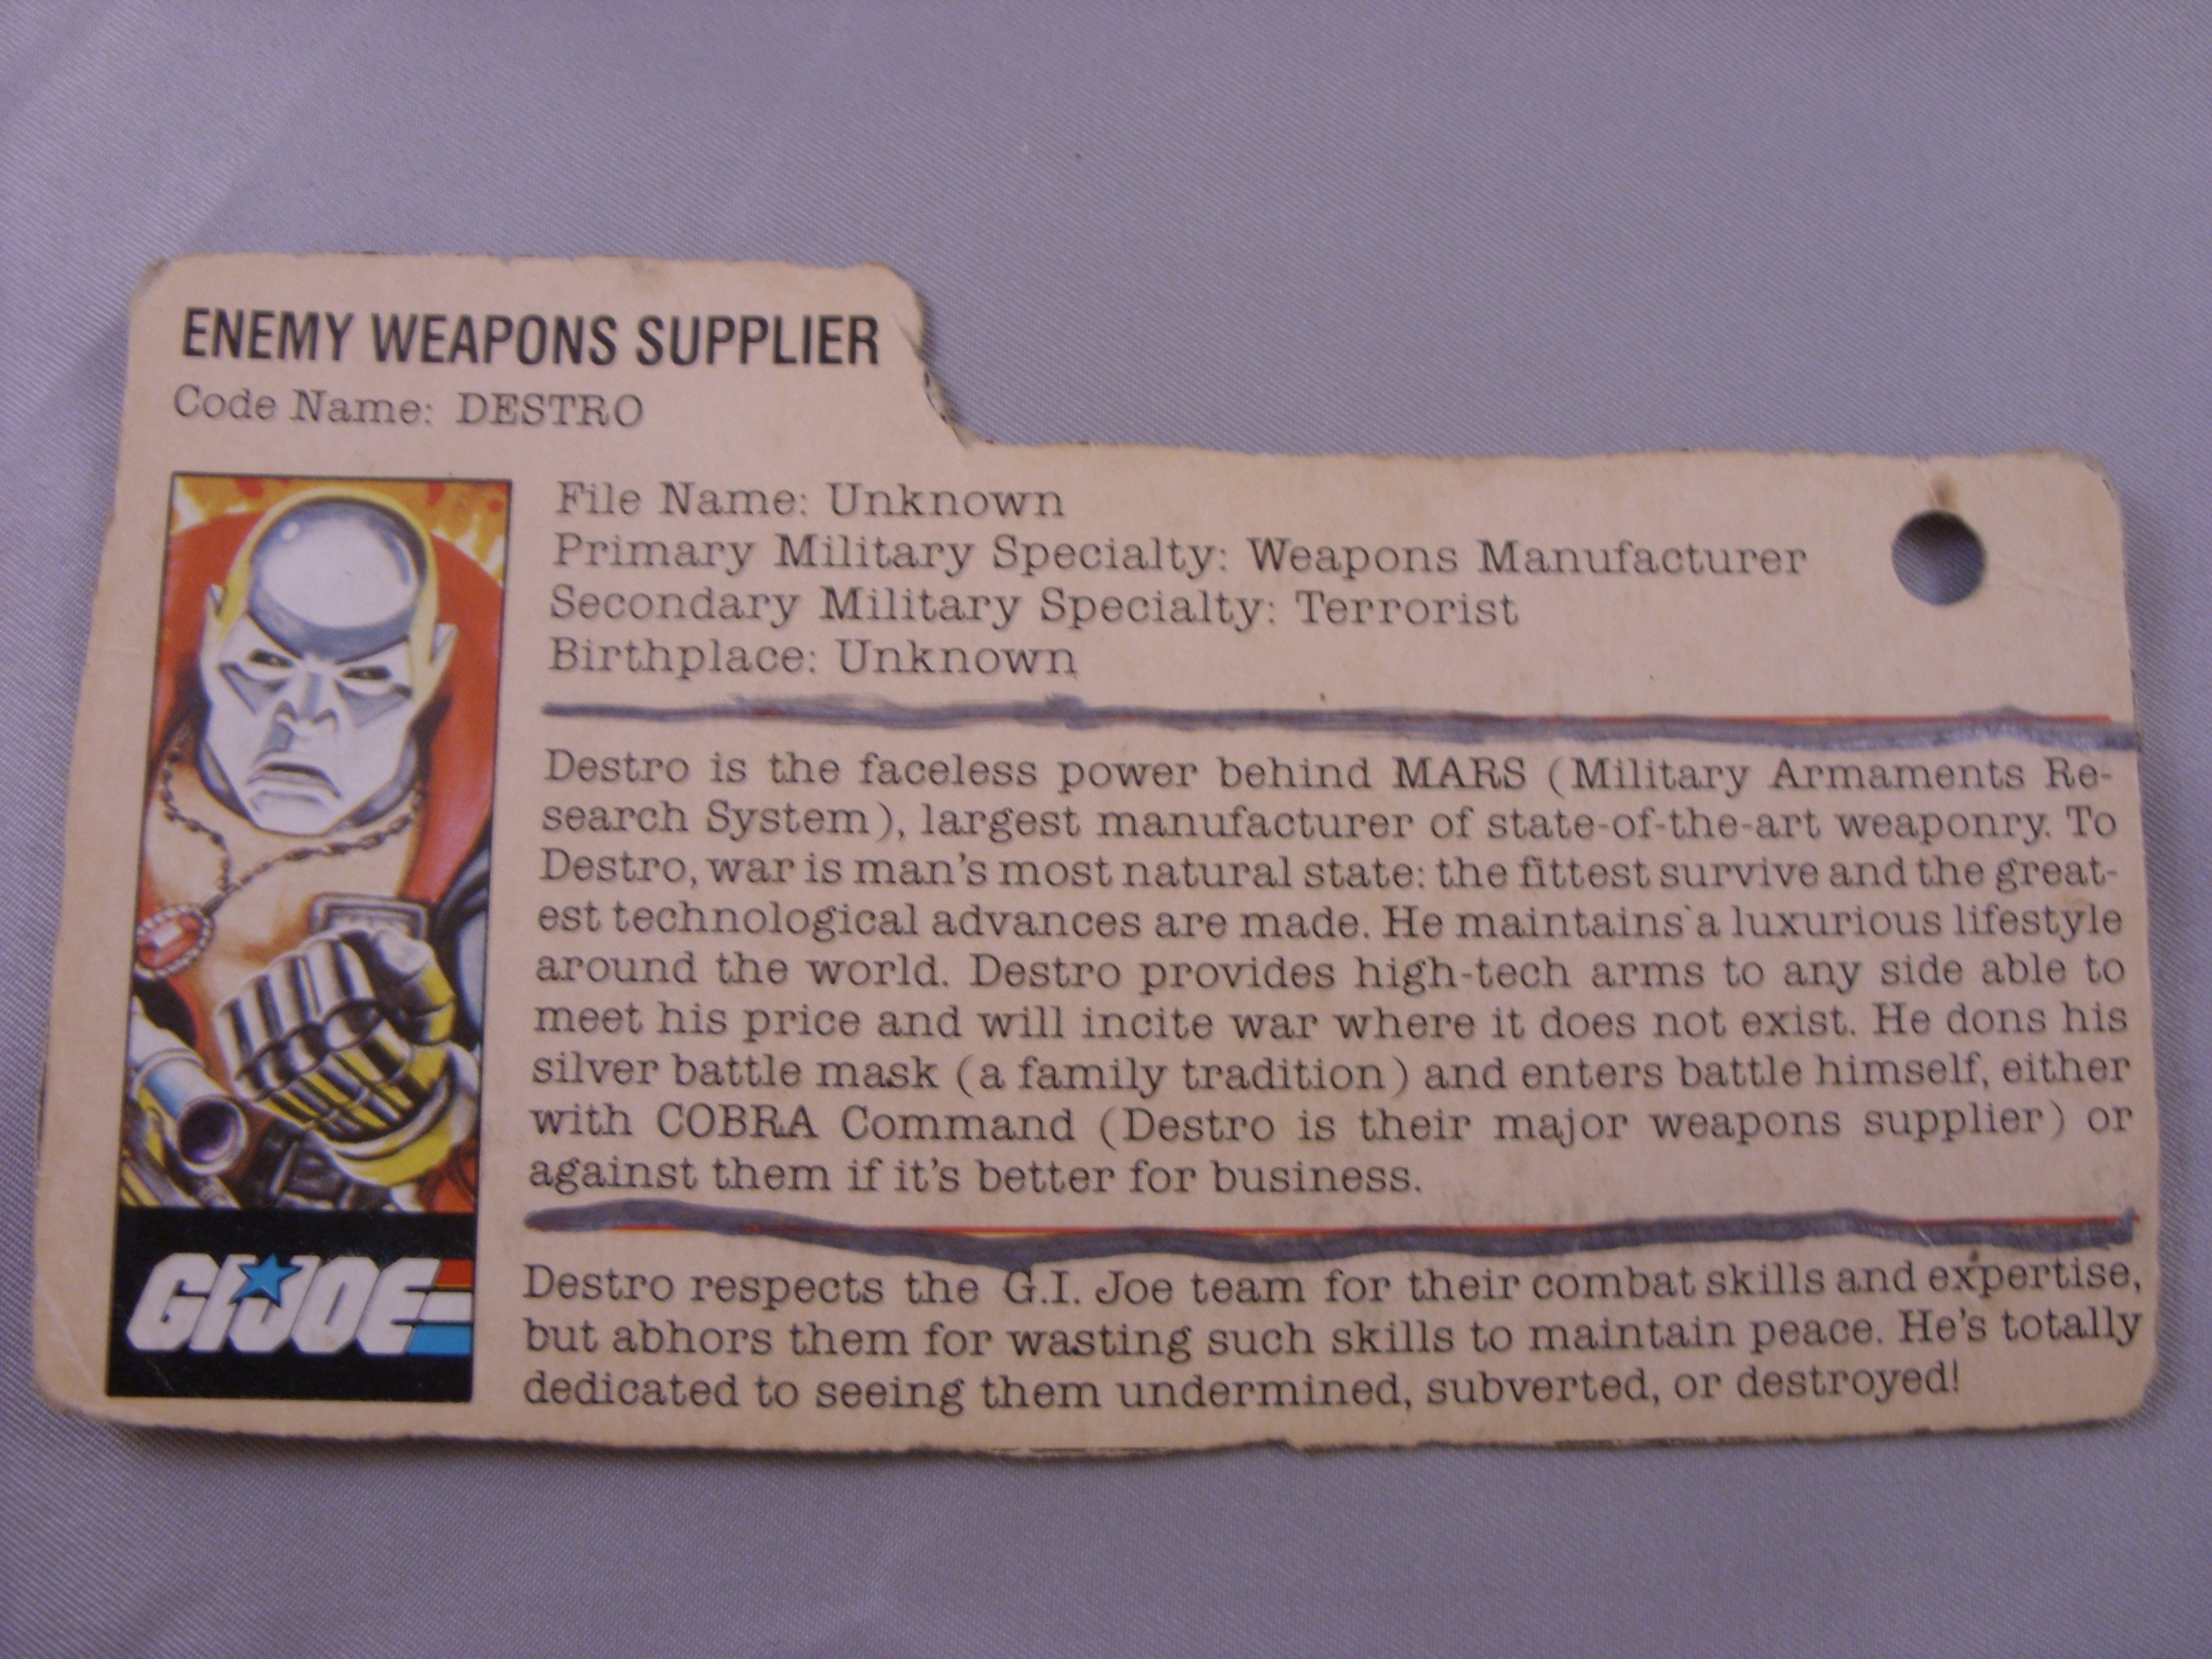 ENEMY WEAPONS SUPPLIER
Code Name: DESTRO
File Name: Unknown
Primary Military Specialty: Weapons Manufacturer
Secondary Military Specialty: Terrorist
Birthplace: Unknown
Destro is the faceless power behind MARS (Military Armaments Re-
search System), largest manufacturer of state-of-the-art weaponry. To
Destro, war is man's most natural state: the fittest survive and the great-
est technological advances are made. He maintains a luxurious lifestyle
around the world. Destro provides high-tech arms to any side able to
meet his price and will incite war where it does not exist. He dons his
silver battle mask (a family tradition) and enters battle himself, either
with COBRA Command (Destro is their major weapons supplier) or
against them if it's better for business.
Destro respects the G.I. Joe team for their combat skills and expertise,
but abhors them for wasting such skills to maintain peace. He's totally
dedicated to seeing them undermined, subverted, or destroyed!
GI JOE